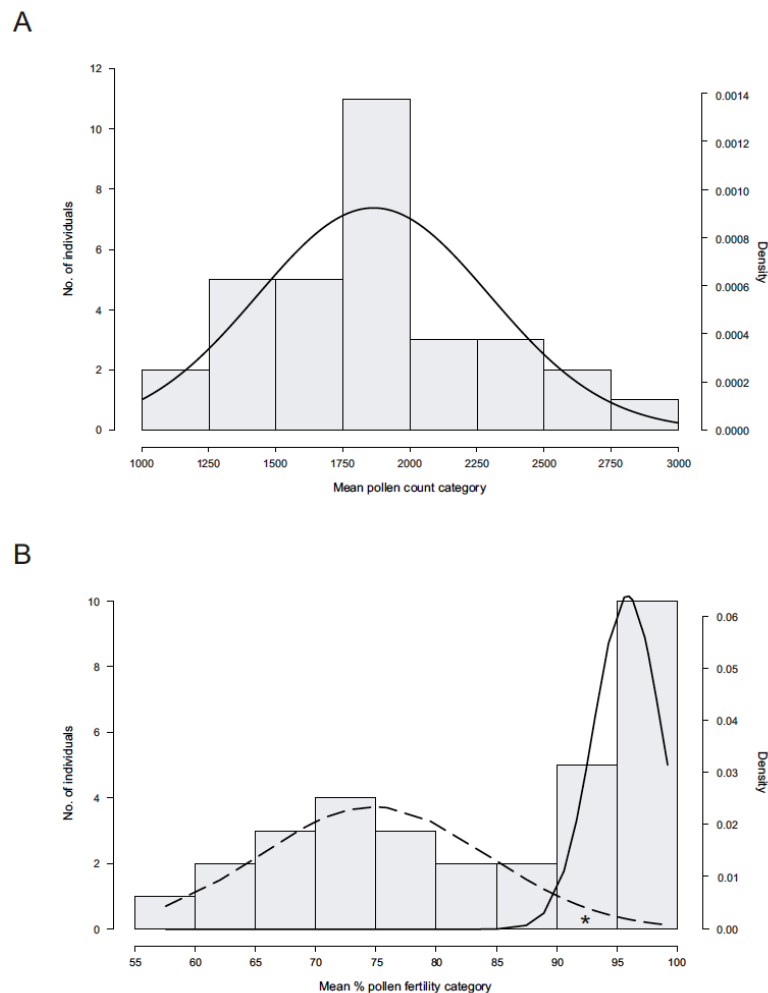 A
12
10
8
6
4
2
0
No. of individuals
0.0014
0.0012
0.0010
0.0008
0.0006
0.0004
0.0002
0.0000
Density
1000 1250 1500 1750 2000 2250 2500 2750 3000
Mean pollen count category
B
10
8
6
4
2
0
No. of individuals
0.06
0.05
0.04
0.03
0.02
0.01
0.00
Density
*
55 60 65 70 75 80 85 90 95 100
Mean % pollen fertility category